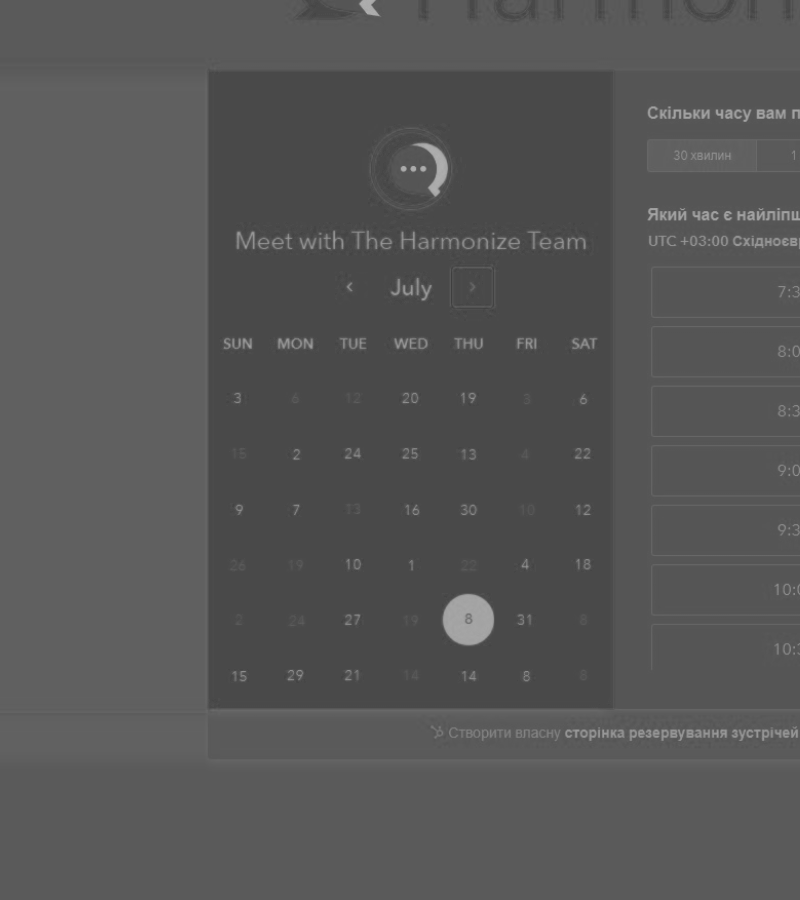 Harmoni
Meet with The Harmonize Team
July
SUN MON TUE WED THU FRI SAT
3 6 12 20 19 3 6
15 2 24 25 13 4 22
9 7 13 16 30 10 12
26 19 10 1 22 4 18
2 24 27 19 8 31 8
15 29 21 14 14 8 8
Скільки часу вам п
30 хвилин 1
Який час є найліпш
UTC +03:00 Східноєвр
7:3
8:0
8:3
9:0
9:3
10:0
10:3
Створити власну сторінка резервування зустрічей